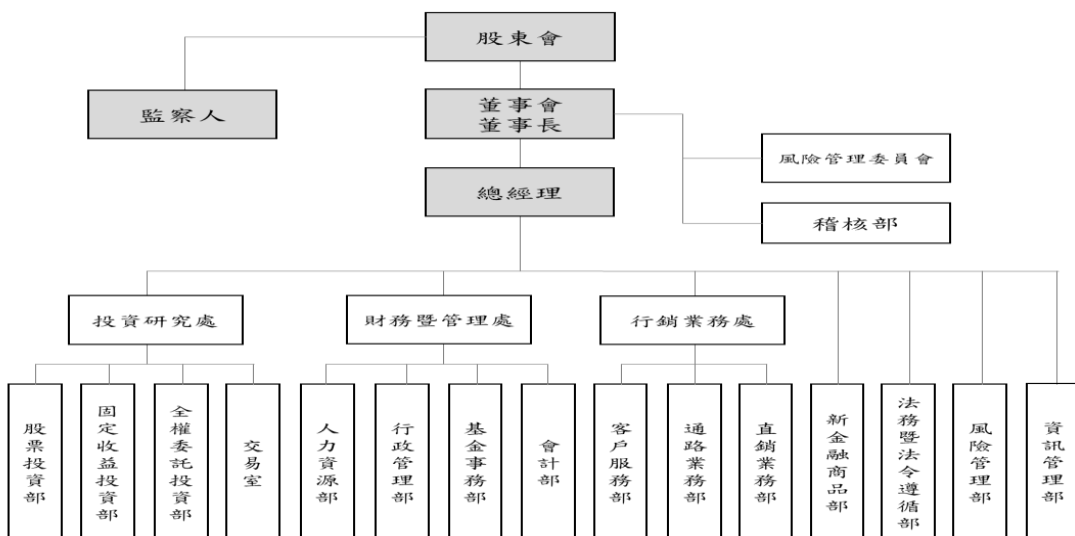 股東會
監察人
董事會
董事長
風險管理委員會
總經理
稽核部
投資研究處
財務暨管理處
行銷業務處
股票投資部
固定收益投資部
全權委託投資部
交易室
人力資源部
行政管理部
基金事務部
會計部
客戶服務部
通路業務部
直銷業務部
新金融商品部
法務暨法令遵循部
風險管理部
資訊管理部